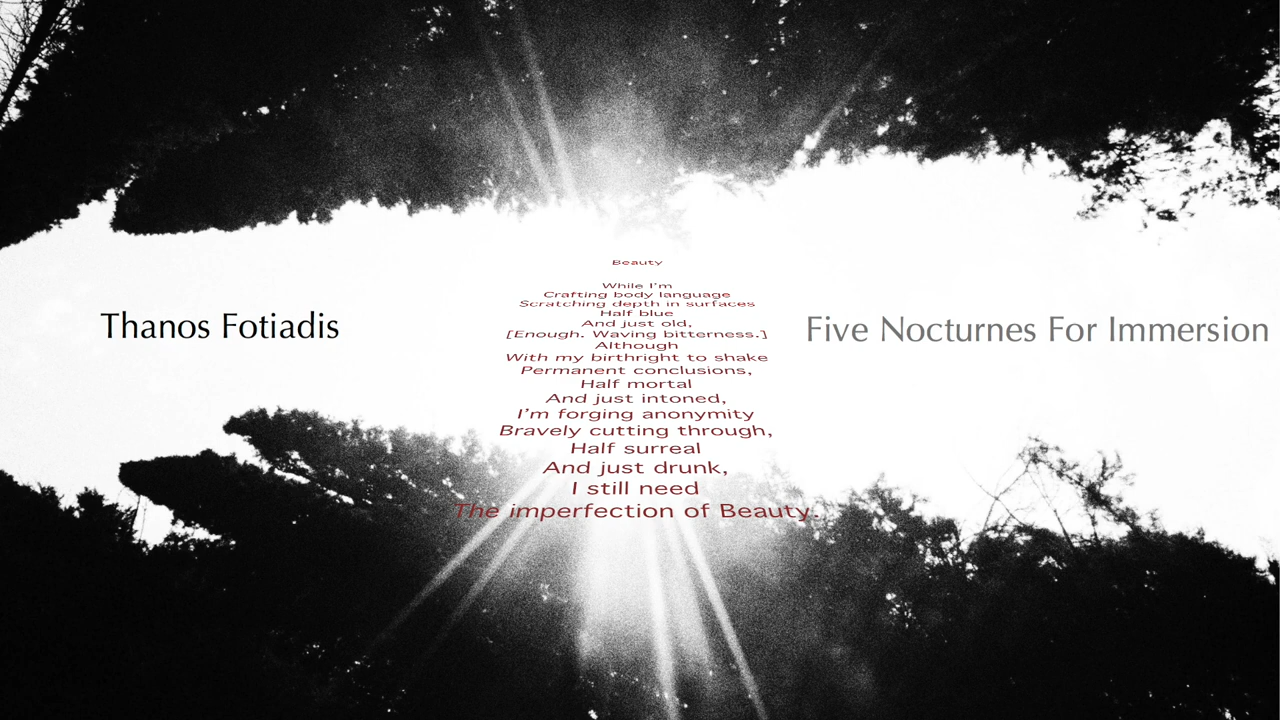 Thanos Fotiadis
Five Nocturnes For Immersion
Beauty
While I'm
Crafting body language
Scratching depth in surfaces
Half blue
And just old,
[Enough. Waving bitterness.]
Although
With my birthright to shake
Permanent conclusions,
Half mortal
And just intoned,
I'm forging anonymity
Bravely cutting through,
Half surreal
And just drunk,
I still need
The imperfection of Beauty.